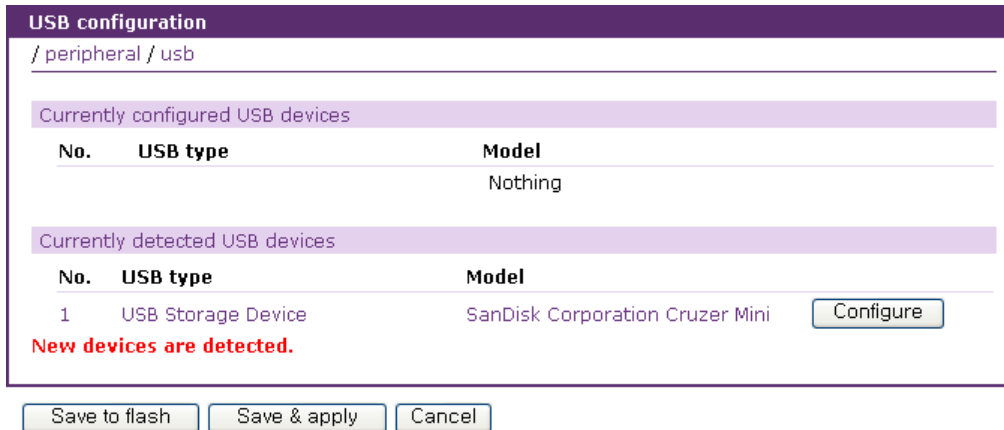 USB configuration
/ peripheral / usb
Currently configured USB devices
No. USB type Model
Nothing
Currently detected USB devices
No. USB type Model
1 USB Storage Device SanDisk Corporation Cruzer Mini Configure
New devices are detected.
Save to flash Save & apply Cancel